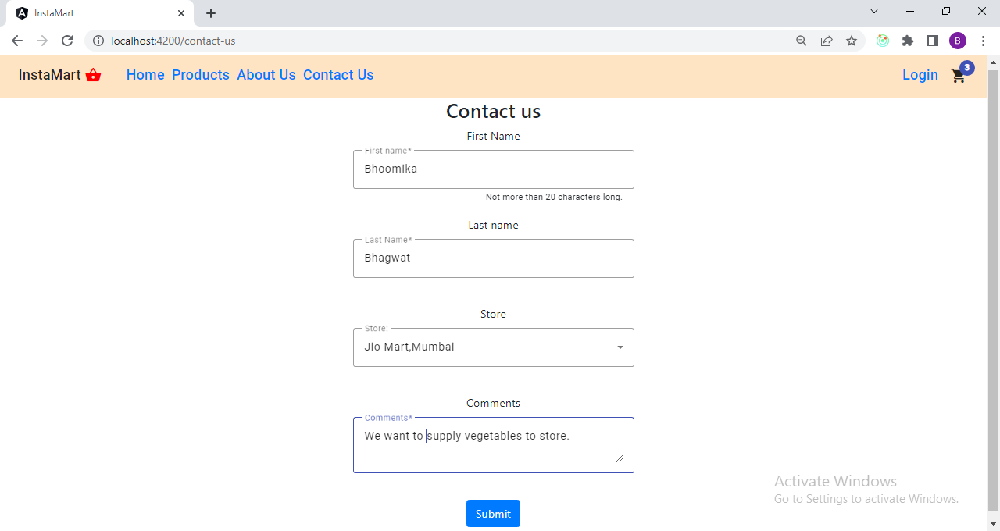 InstaMart
localhost:4200/contact-us
B
InstaMart Home Products About Us Contact Us Login 3
Contact us
First Name
First name*
Bhoomika
Not more than 20 characters long.
Last name
Last Name*
Bhagwat
Store
Store:
Jio Mart,Mumbai
Comments
Comments*
We want to supply vegetables to store.
Submit
Activate Windows
Go to Settings to activate Windows.